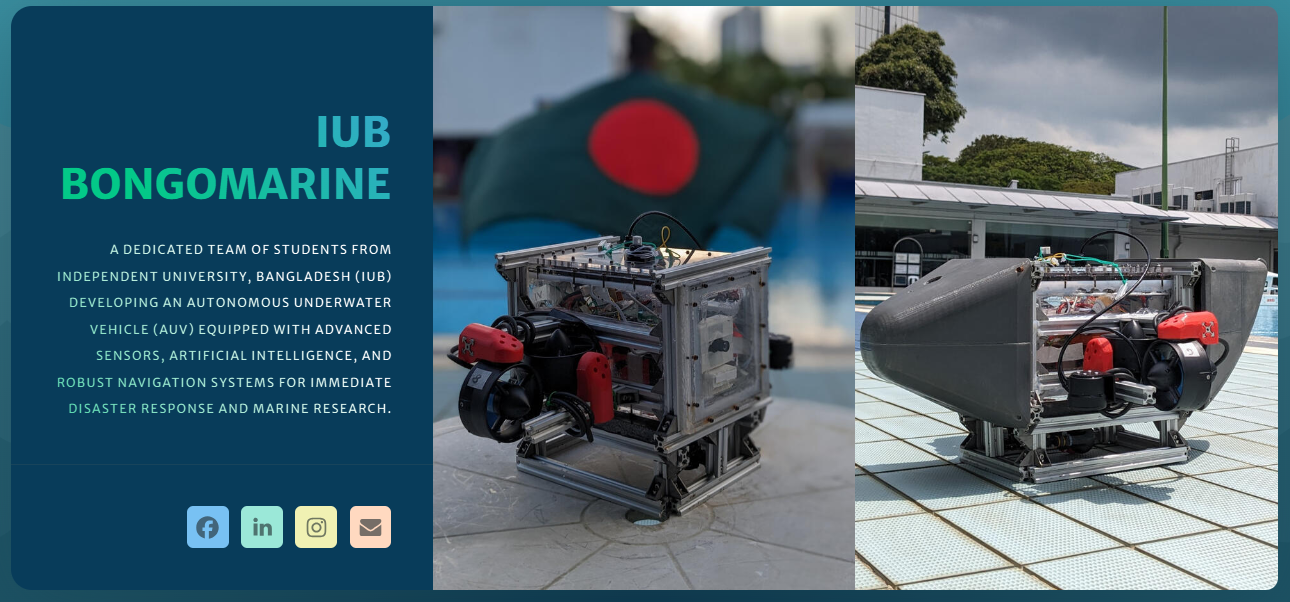 IUB
BONGOMARINE
A DEDICATED TEAM OF STUDENTS FROM
INDEPENDENT UNIVERSITY, BANGLADESH (IUB)
DEVELOPING AN AUTONOMOUS UNDERWATER
VEHICLE (AUV) EQUIPPED WITH ADVANCED
SENSORS, ARTIFICIAL INTELLIGENCE, AND
ROBUST NAVIGATION SYSTEMS FOR IMMEDIATE
DISASTER RESPONSE AND MARINE RESEARCH.